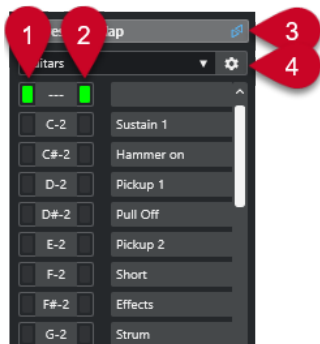 1 2
ap 3
itars 4
---
C-2 Sustain 1
C#-2 Hammer on
D-2 Pickup 1
D#-2 Pull Off
E-2 Pickup 2
F-2 Short
F#-2 Effects
G-2 Strum